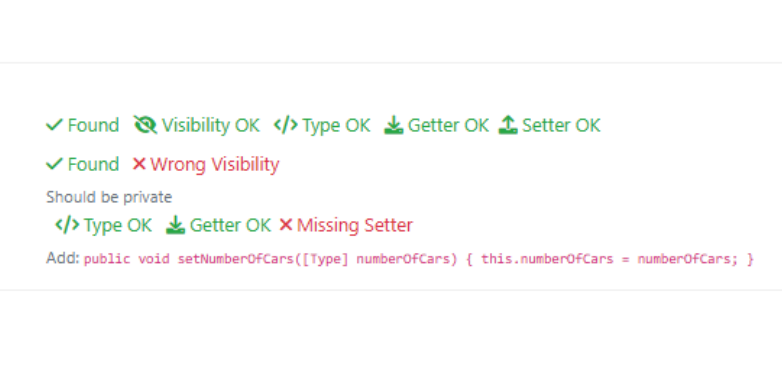 Found Visibility OK </> Type OK Getter OK Setter OK
Found Wrong Visibility
Should be private
</> Type OK Getter OK Missing Setter
Add: public void setNumberOfCars([Type] numberOfCars) { this.numberOfCars = numberOfCars; }